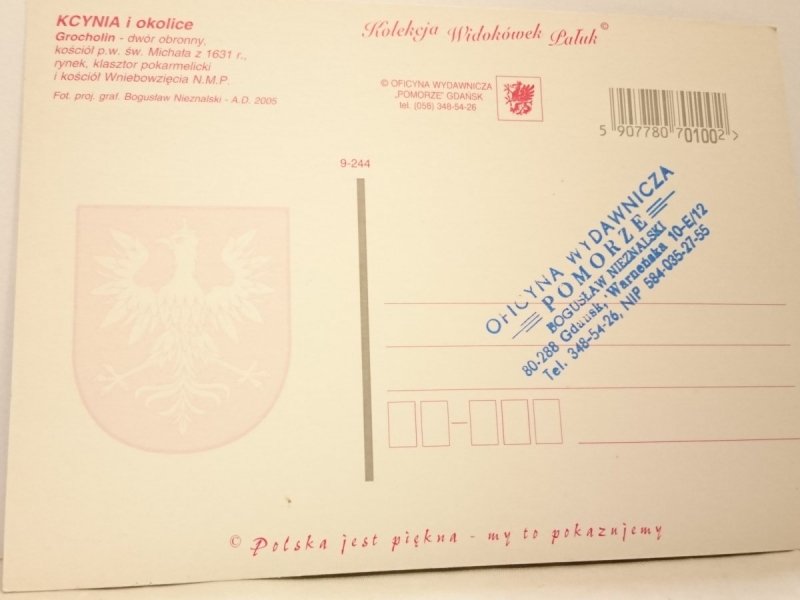 KCYNIA i okolice
Grocholin - dwór obronny,
kościół p.w. św. Michała z 1631 r.,
rynek, klasztor pokarmelicki
i kościół Wniebowzięcia N.M.P.
Fot. proj. graf. Bogusław Nieznalski - A.D. 2005
Kolekcja Widokówek Pałuk©
© OFICYNA WYDAWNICZA
„POMORZE" GDAŃSK
tel. (056) 348-54-26
5 907780 701002 >
9-244
OFICYNA WYDAWNICZA
POMORZE
BOGUSŁAW NIEZNALSKI
80-288 Gdańsk, Warneńska 10-E/12
Tel. 348-54-26, NIP 584-035-27-55
© Polska jest piękna - my to pokazujemy